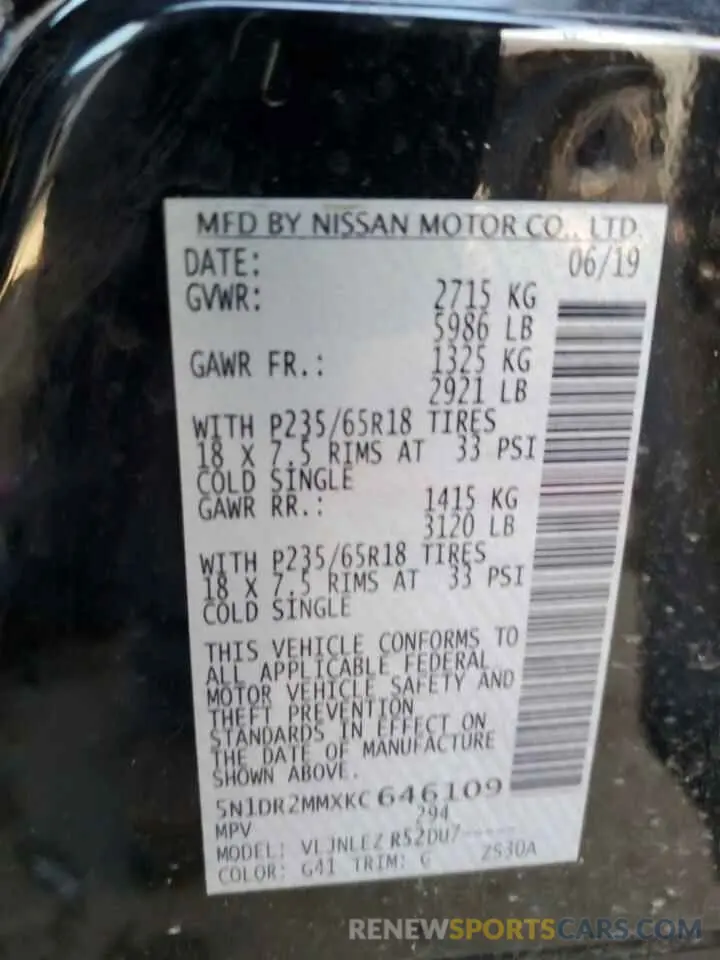 MFD BY NISSAN MOTOR CO., LTD.
DATE: 06/19
GVWR: 2715 KG
5986 LB
GAWR FR.: 1325 KG
2921 LB
WITH P235/65R18 TIRES
18 X 7.5 RIMS AT 33 PSI
COLD SINGLE
GAWR RR.: 1415 KG
3120 LB
WITH P235/65R18 TIRES
18 X 7.5 RIMS AT 33 PSI
COLD SINGLE
THIS VEHICLE CONFORMS TO
ALL APPLICABLE FEDERAL
MOTOR VEHICLE SAFETY AND
THEFT PREVENTION
STANDARDS IN EFFECT ON
THE DATE OF MANUFACTURE
SHOWN ABOVE.
5N1DR2MMXKC646109
MPV 294
MODEL: VLJNLEZ R52DU7-----
COLOR: G41 TRIM: G ZS30A
RENEWSPORTSCARS.COM